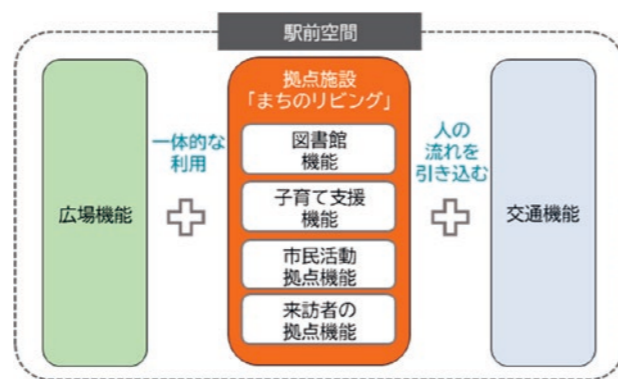 駅前空間
広場機能
一体的な
利用
拠点施設
「まちのリビング」
図書館
機能
子育て支援
機能
市民活動
拠点機能
来訪者の
拠点機能
人の
流れを
引き込む
交通機能